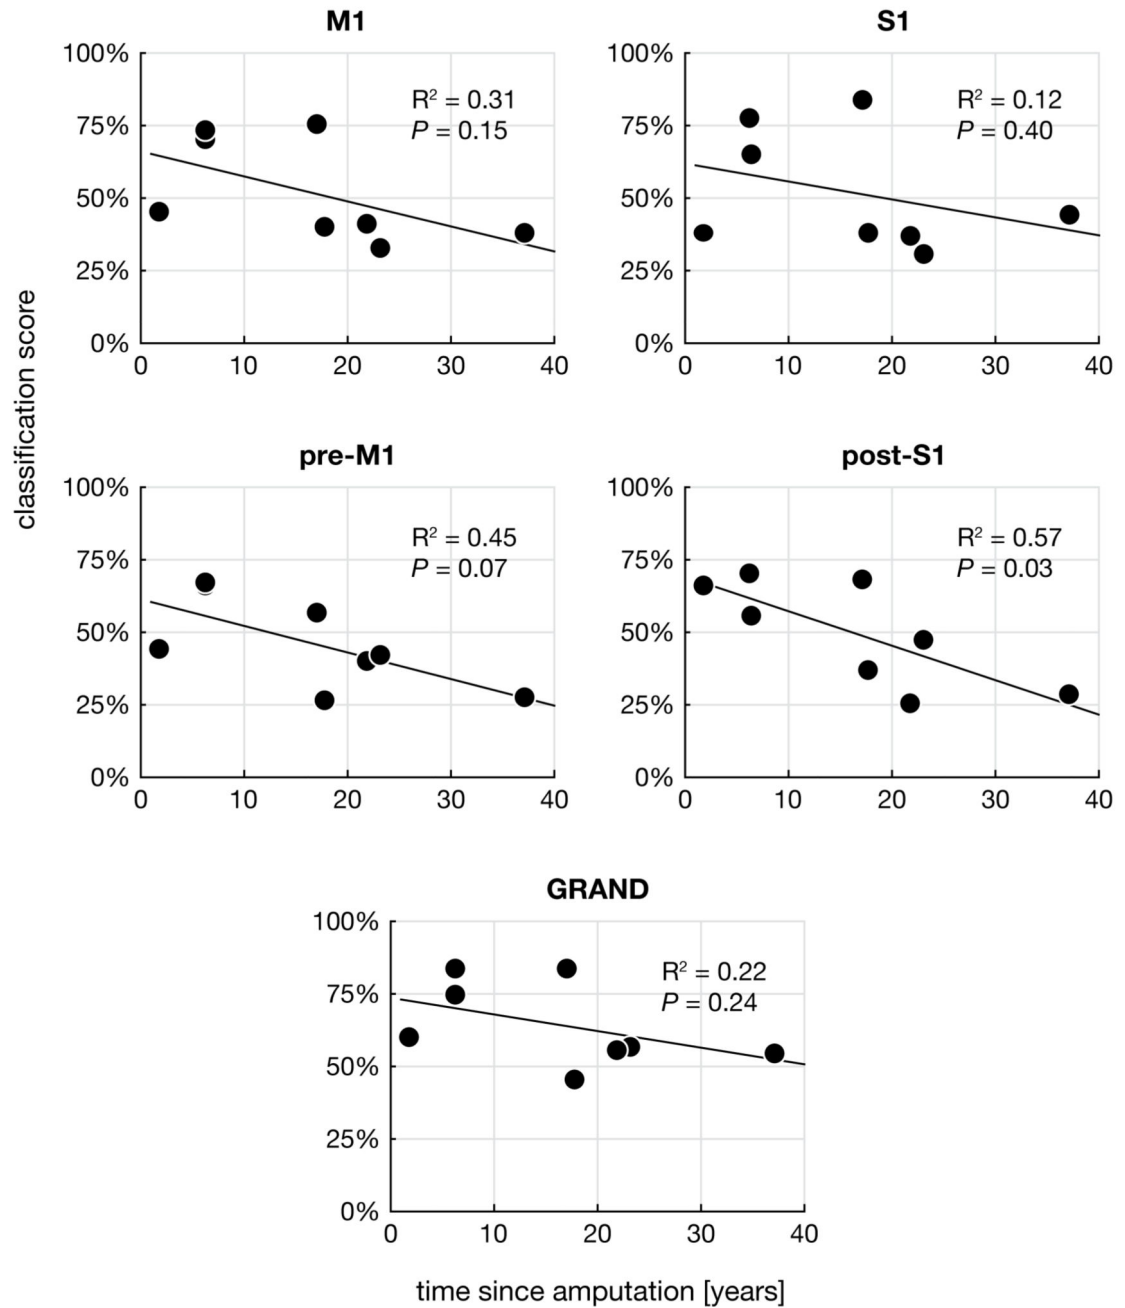 M1
100%
75%
50%
25%
0%
0 10 20 30 40
R² = 0.31
P = 0.15
S1
100%
75%
50%
25%
0%
0 10 20 30 40
R² = 0.12
P = 0.40
classification score
pre-M1
100%
75%
50%
25%
0%
0 10 20 30 40
R² = 0.45
P = 0.07
post-S1
100%
75%
50%
25%
0%
0 10 20 30 40
R² = 0.57
P = 0.03
GRAND
100%
75%
50%
25%
0%
0 10 20 30 40
R² = 0.22
P = 0.24
time since amputation [years]